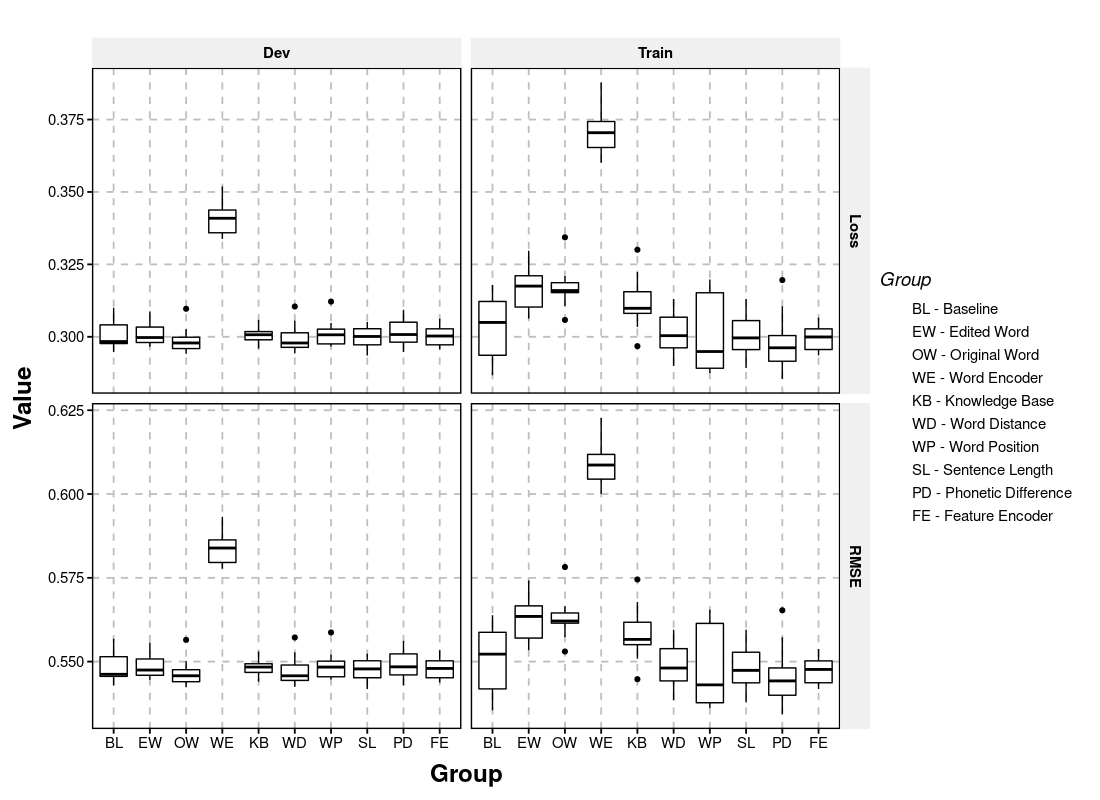 Dev Train
0.375
0.350
0.325
0.300
Loss
0.625
0.600
0.575
0.550
RMSE
Value
BL EW OW WE KB WD WP SL PD FE BL EW OW WE KB WD WP SL PD FE
Group
Group
BL - Baseline
EW - Edited Word
OW - Original Word
WE - Word Encoder
KB - Knowledge Base
WD - Word Distance
WP - Word Position
SL - Sentence Length
PD - Phonetic Difference
FE - Feature Encoder